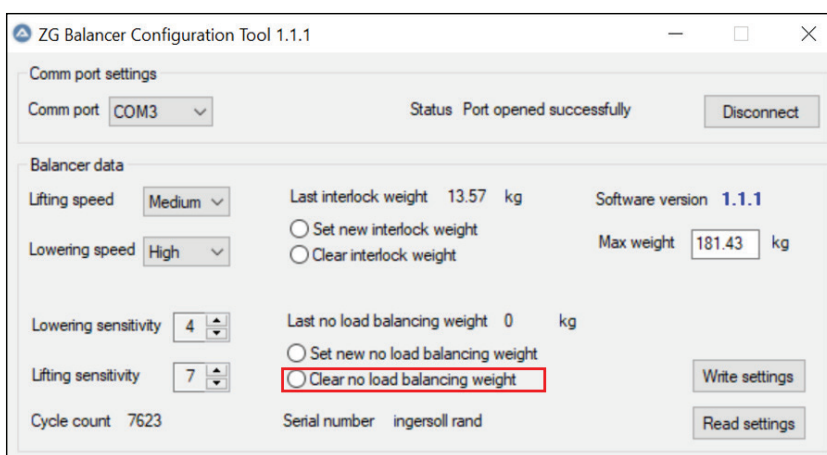 ZG Balancer Configuration Tool 1.1.1
Comm port settings
Comm port COM3 Status Port opened successfully Disconnect
Balancer data
Lifting speed Medium Last interlock weight 13.57 kg Software version 1.1.1
Set new interlock weight
Lowering speed High Clear interlock weight Max weight 181.43 kg
Lowering sensitivity 4 Last no load balancing weight 0 kg
Set new no load balancing weight
Lifting sensitivity 7 Clear no load balancing weight Write settings
Cycle count 7623 Serial number ingersoll rand Read settings